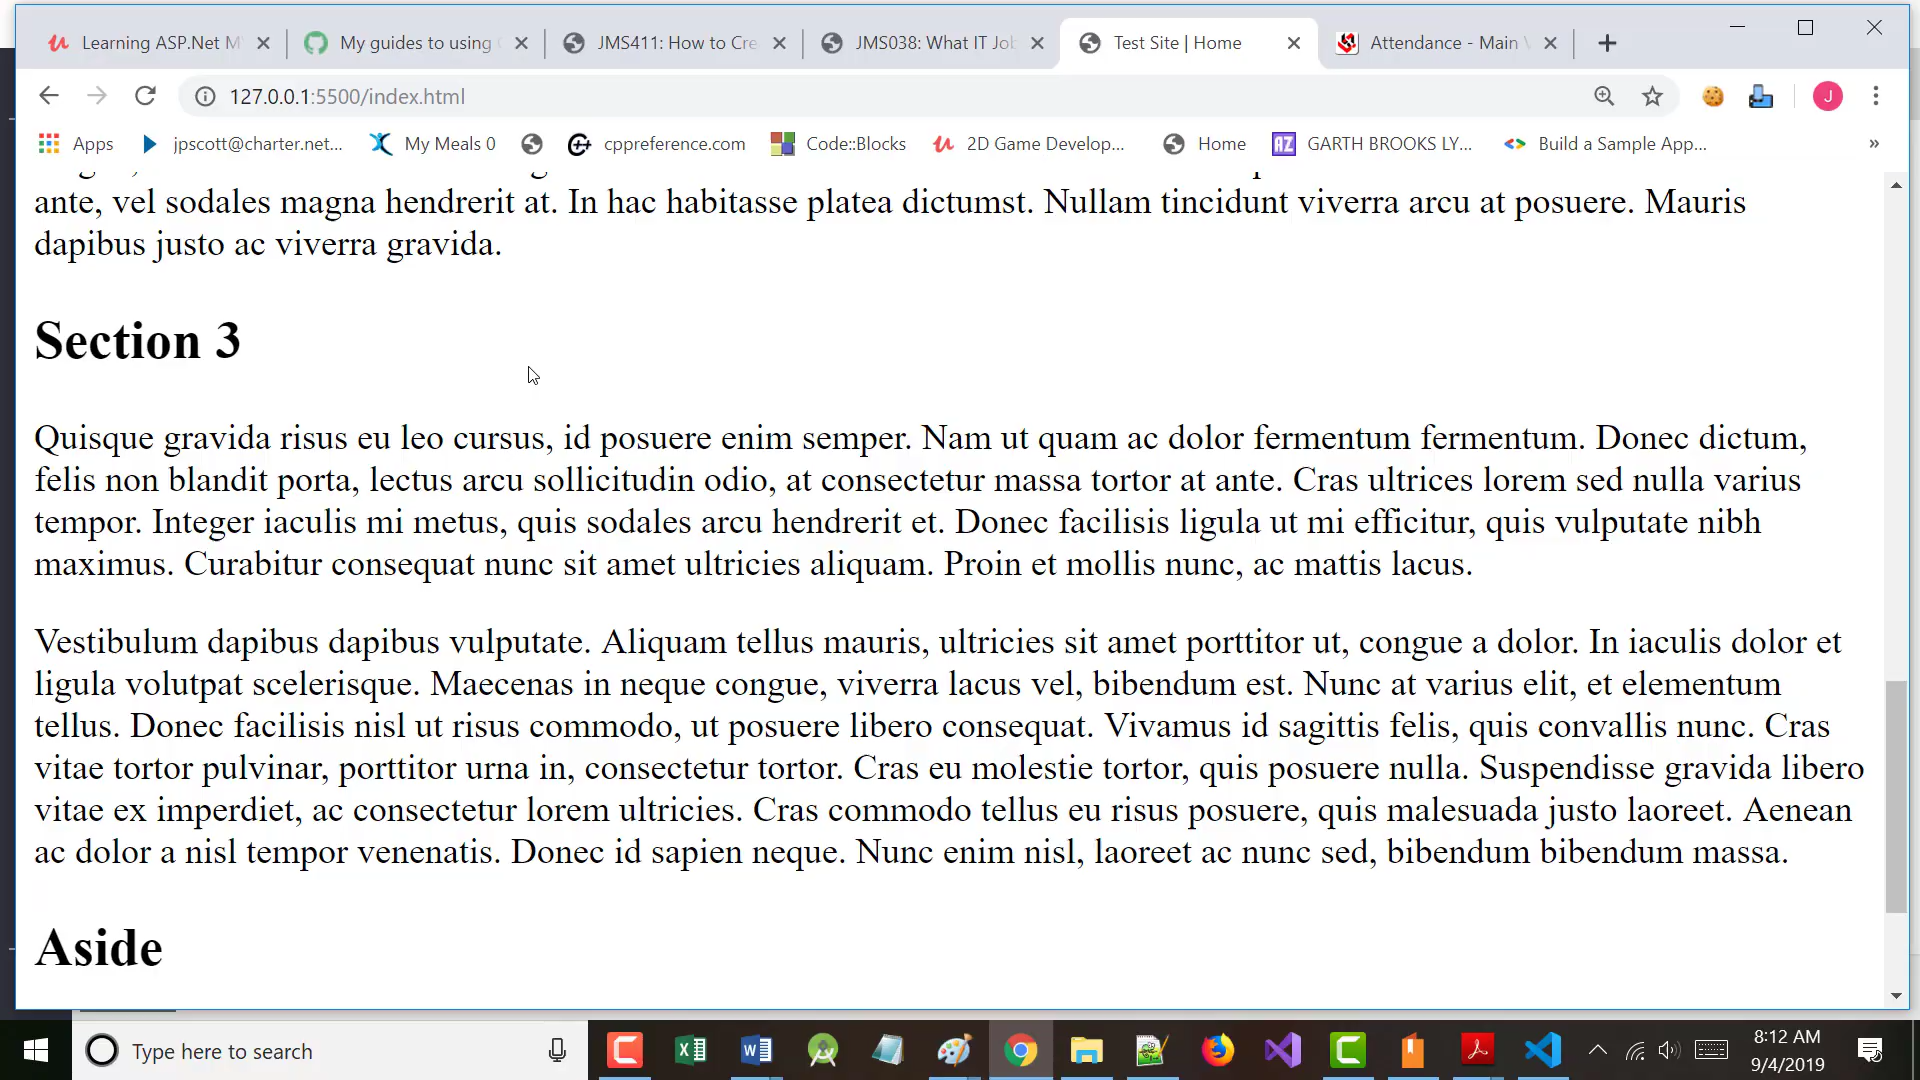 Learning ASP.Net M
My guides to using
JMS411: How to Cre
JMS038: What IT Job
Test Site | Home
Attendance - Main
127.0.0.1:5500/index.html
J
Apps
jpscott@charter.net...
My Meals 0
cppreference.com
Code::Blocks
2D Game Develop...
Home
AZ
GARTH BROOKS LY...
Build a Sample App...
»
ante, vel sodales magna hendrerit at. In hac habitasse platea dictumst. Nullam tincidunt viverra arcu at posuere. Mauris
dapibus justo ac viverra gravida.
Section 3
Quisque gravida risus eu leo cursus, id posuere enim semper. Nam ut quam ac dolor fermentum fermentum. Donec dictum,
felis non blandit porta, lectus arcu sollicitudin odio, at consectetur massa tortor at ante. Cras ultrices lorem sed nulla varius
tempor. Integer iaculis mi metus, quis sodales arcu hendrerit et. Donec facilisis ligula ut mi efficitur, quis vulputate nibh
maximus. Curabitur consequat nunc sit amet ultricies aliquam. Proin et mollis nunc, ac mattis lacus.
Vestibulum dapibus dapibus vulputate. Aliquam tellus mauris, ultricies sit amet porttitor ut, congue a dolor. In iaculis dolor et
ligula volutpat scelerisque. Maecenas in neque congue, viverra lacus vel, bibendum est. Nunc at varius elit, et elementum
tellus. Donec facilisis nisl ut risus commodo, ut posuere libero consequat. Vivamus id sagittis felis, quis convallis nunc. Cras
vitae tortor pulvinar, porttitor urna in, consectetur tortor. Cras eu molestie tortor, quis posuere nulla. Suspendisse gravida libero
vitae ex imperdiet, ac consectetur lorem ultricies. Cras commodo tellus eu risus posuere, quis malesuada justo laoreet. Aenean
ac dolor a nisl tempor venenatis. Donec id sapien neque. Nunc enim nisl, laoreet ac nunc sed, bibendum bibendum massa.
Aside
Type here to search
8:12 AM
9/4/2019